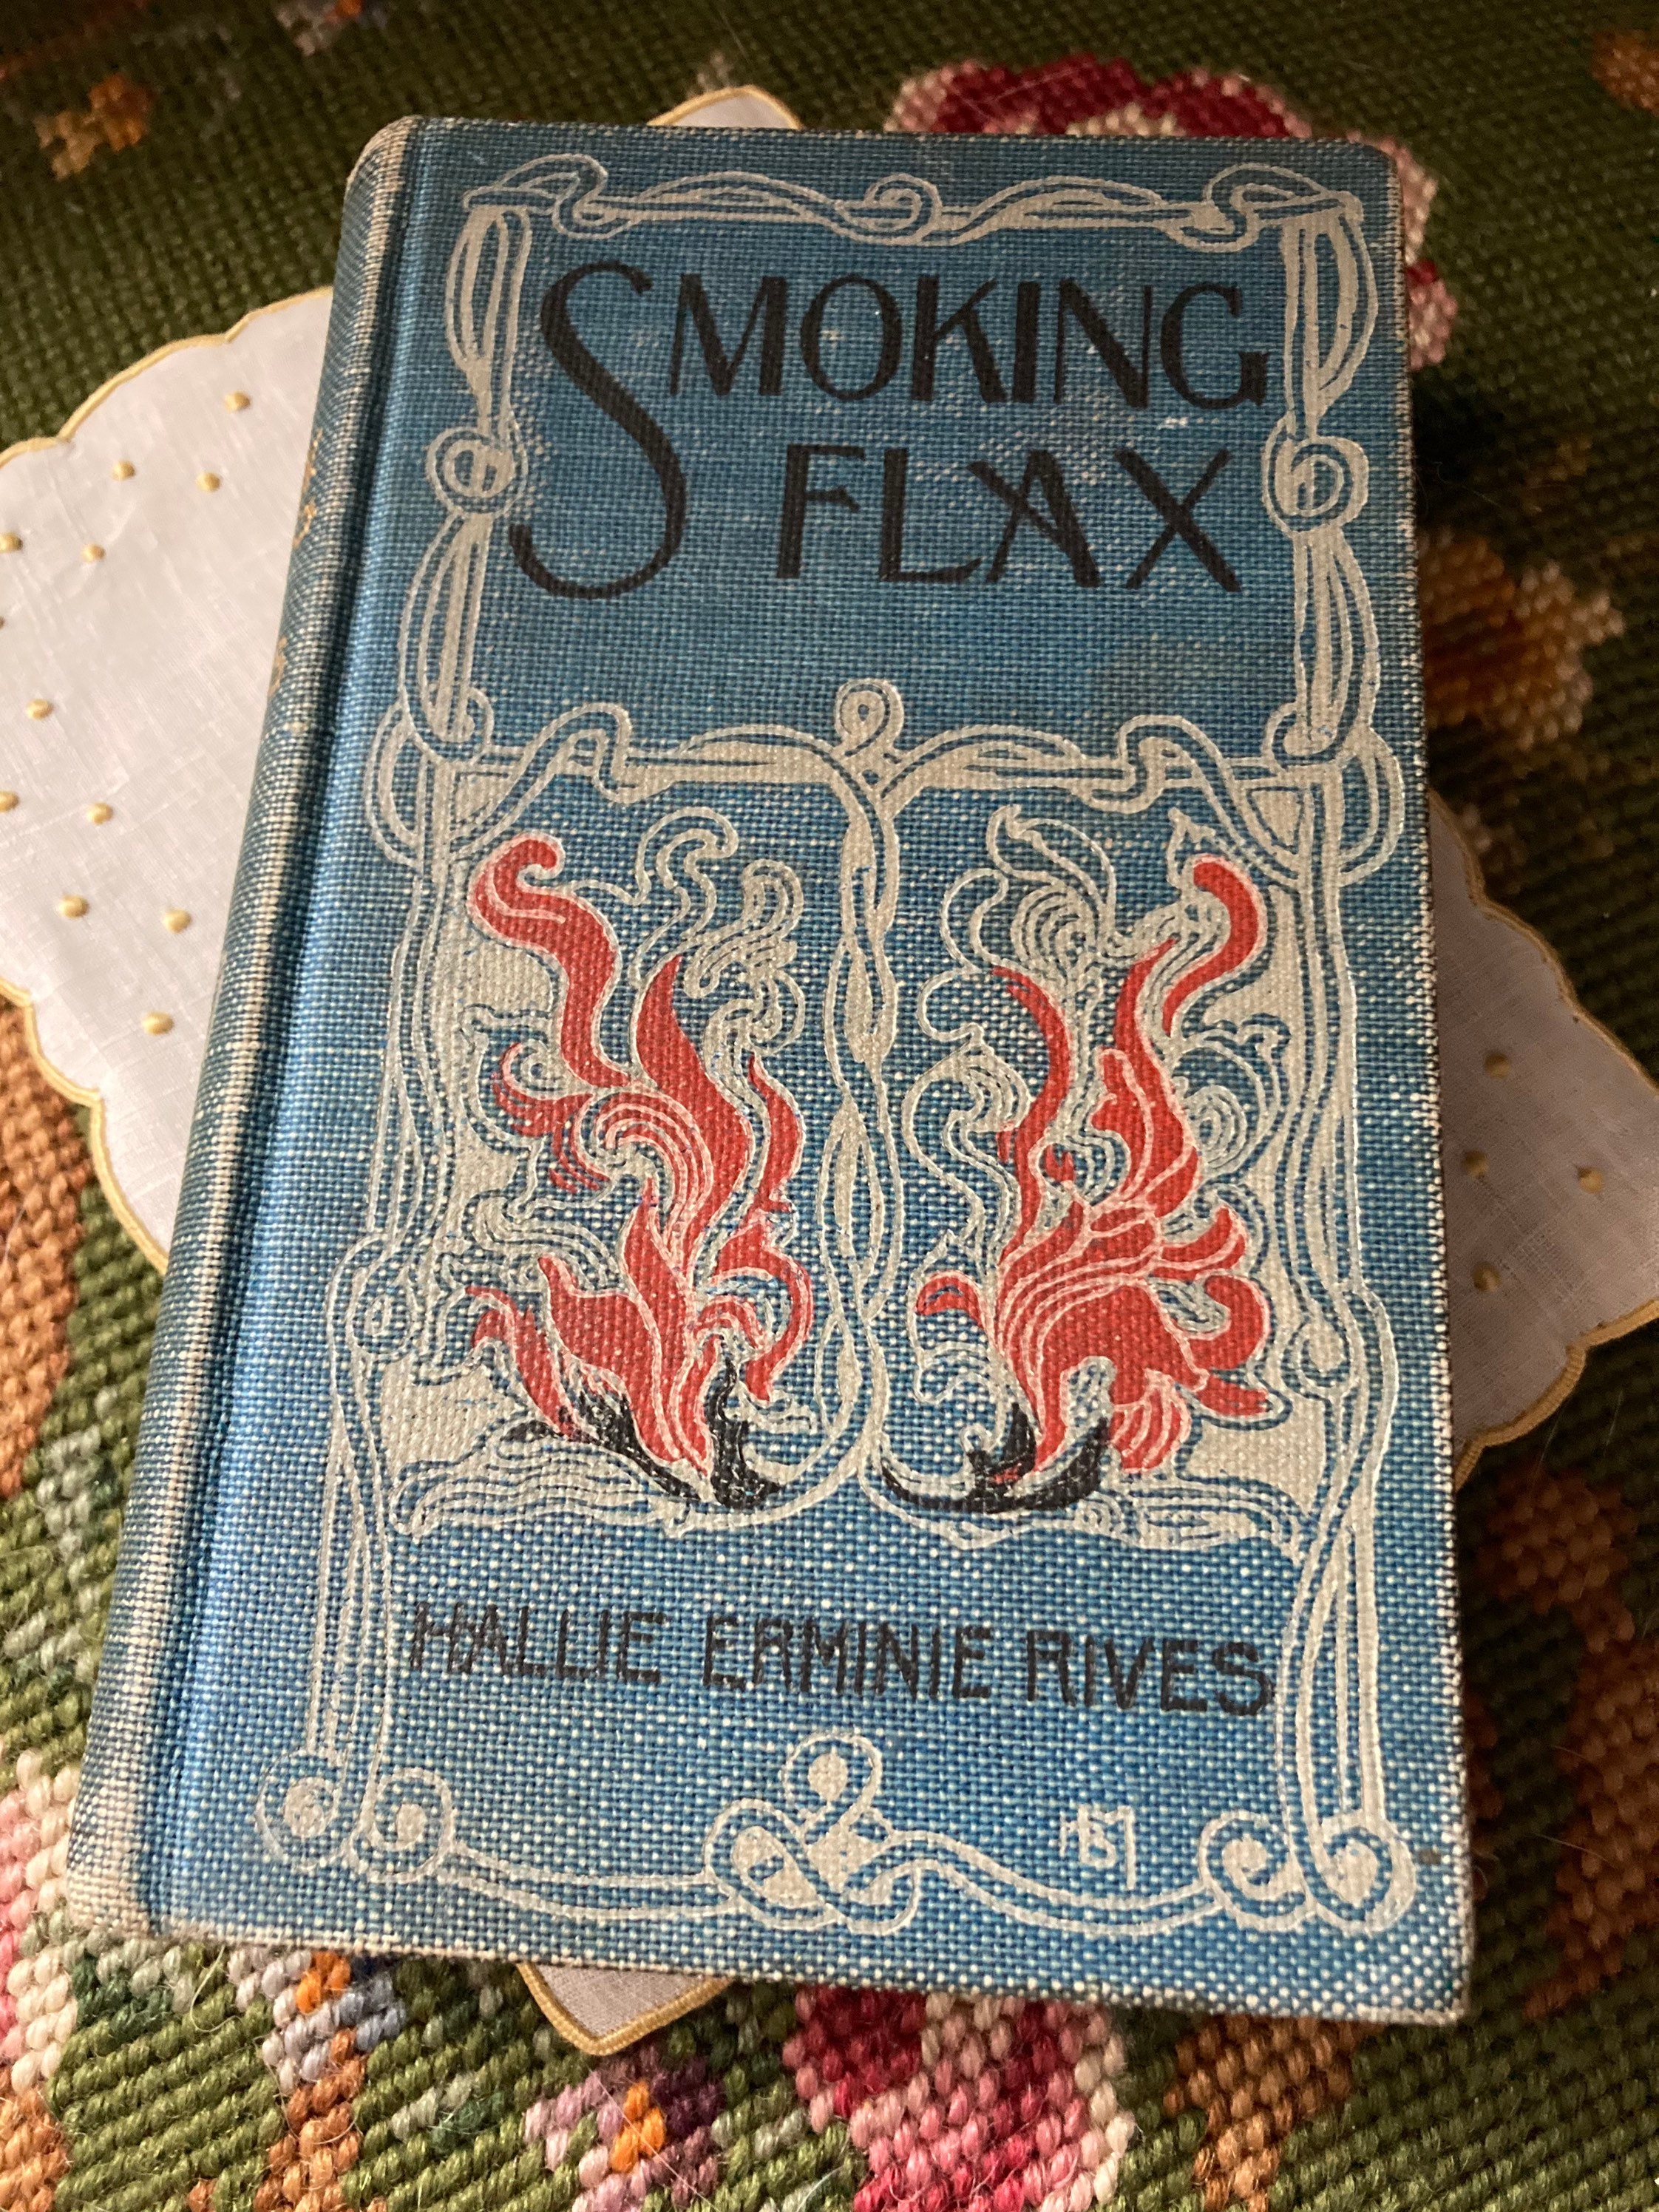 SMOKING
FLAX
HALLIE ERMINIE RIVES